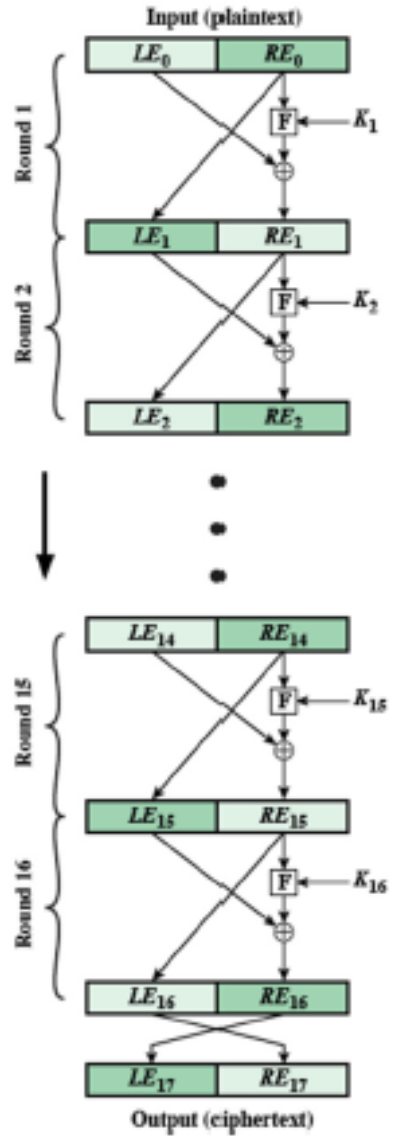 Input (plaintext)
LE0 RE0
Round 1
F K1
LE1 RE1
Round 2
F K2
LE2 RE2
LE14 RE14
Round 15
F K15
LE15 RE15
Round 16
F K16
LE16 RE16
LE17 RE17
Output (ciphertext)